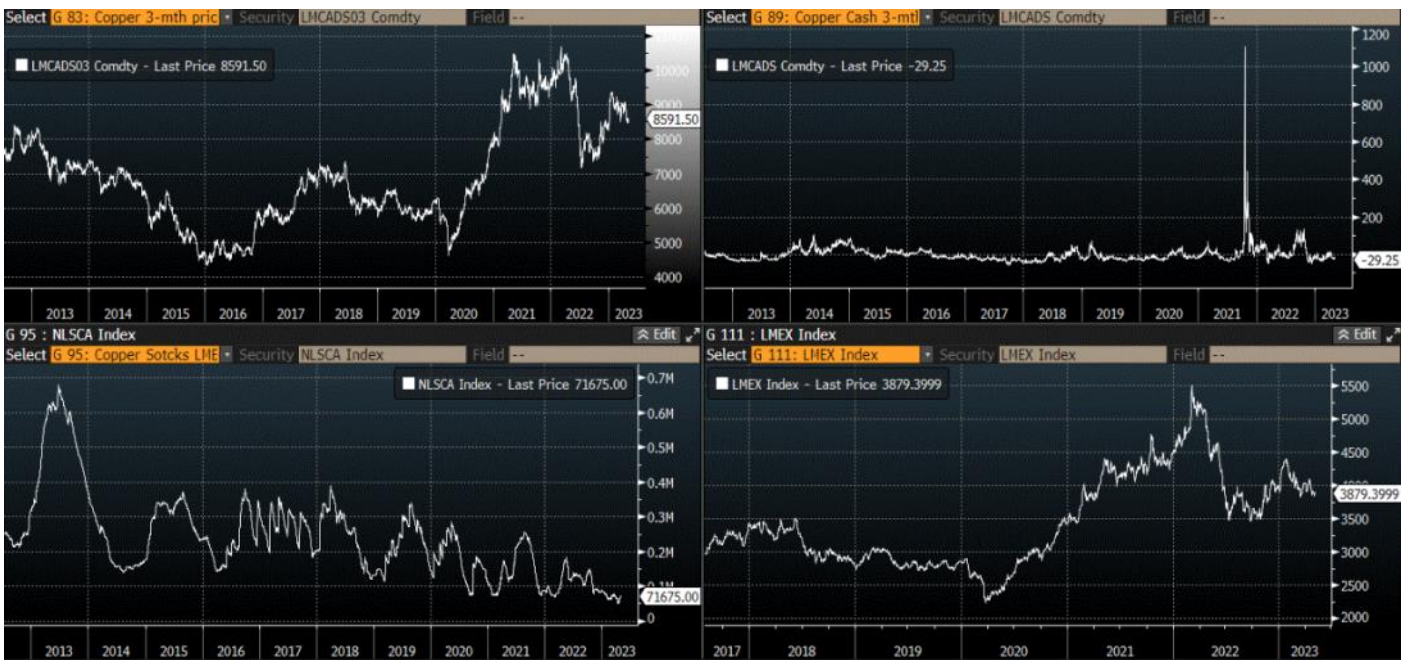 Select G 83: Copper 3-mth pric Security LMCADS03 Comdty Field --
LMCADS03 Comdty - Last Price 8591.50
10000
9000
8591.50
8000
7000
6000
5000
4000
2013 2014 2015 2016 2017 2018 2019 2020 2021 2022 2023
Select G 89: Copper Cash 3-mtl Security LMCADS Comdty Field --
LMCADS Comdty - Last Price -29.25
1200
1000
800
600
400
200
-29.25
2013 2014 2015 2016 2017 2018 2019 2020 2021 2022 2023
G 95 : NLSCA Index Edit
Select G 95: Copper Sotcks LME Security NLSCA Index Field --
NLSCA Index - Last Price 71675.00
0.7M
0.6M
0.5M
0.4M
0.3M
0.2M
0.1M
71675.00
0
2013 2014 2015 2016 2017 2018 2019 2020 2021 2022 2023
G 111 : LMEX Index Edit
Select G 111: LMEX Index Security LMEX Index Field --
LMEX Index - Last Price 3879.3999
5500
5000
4500
4000
3879.3999
3500
3000
2500
2000
2017 2018 2019 2020 2021 2022 2023